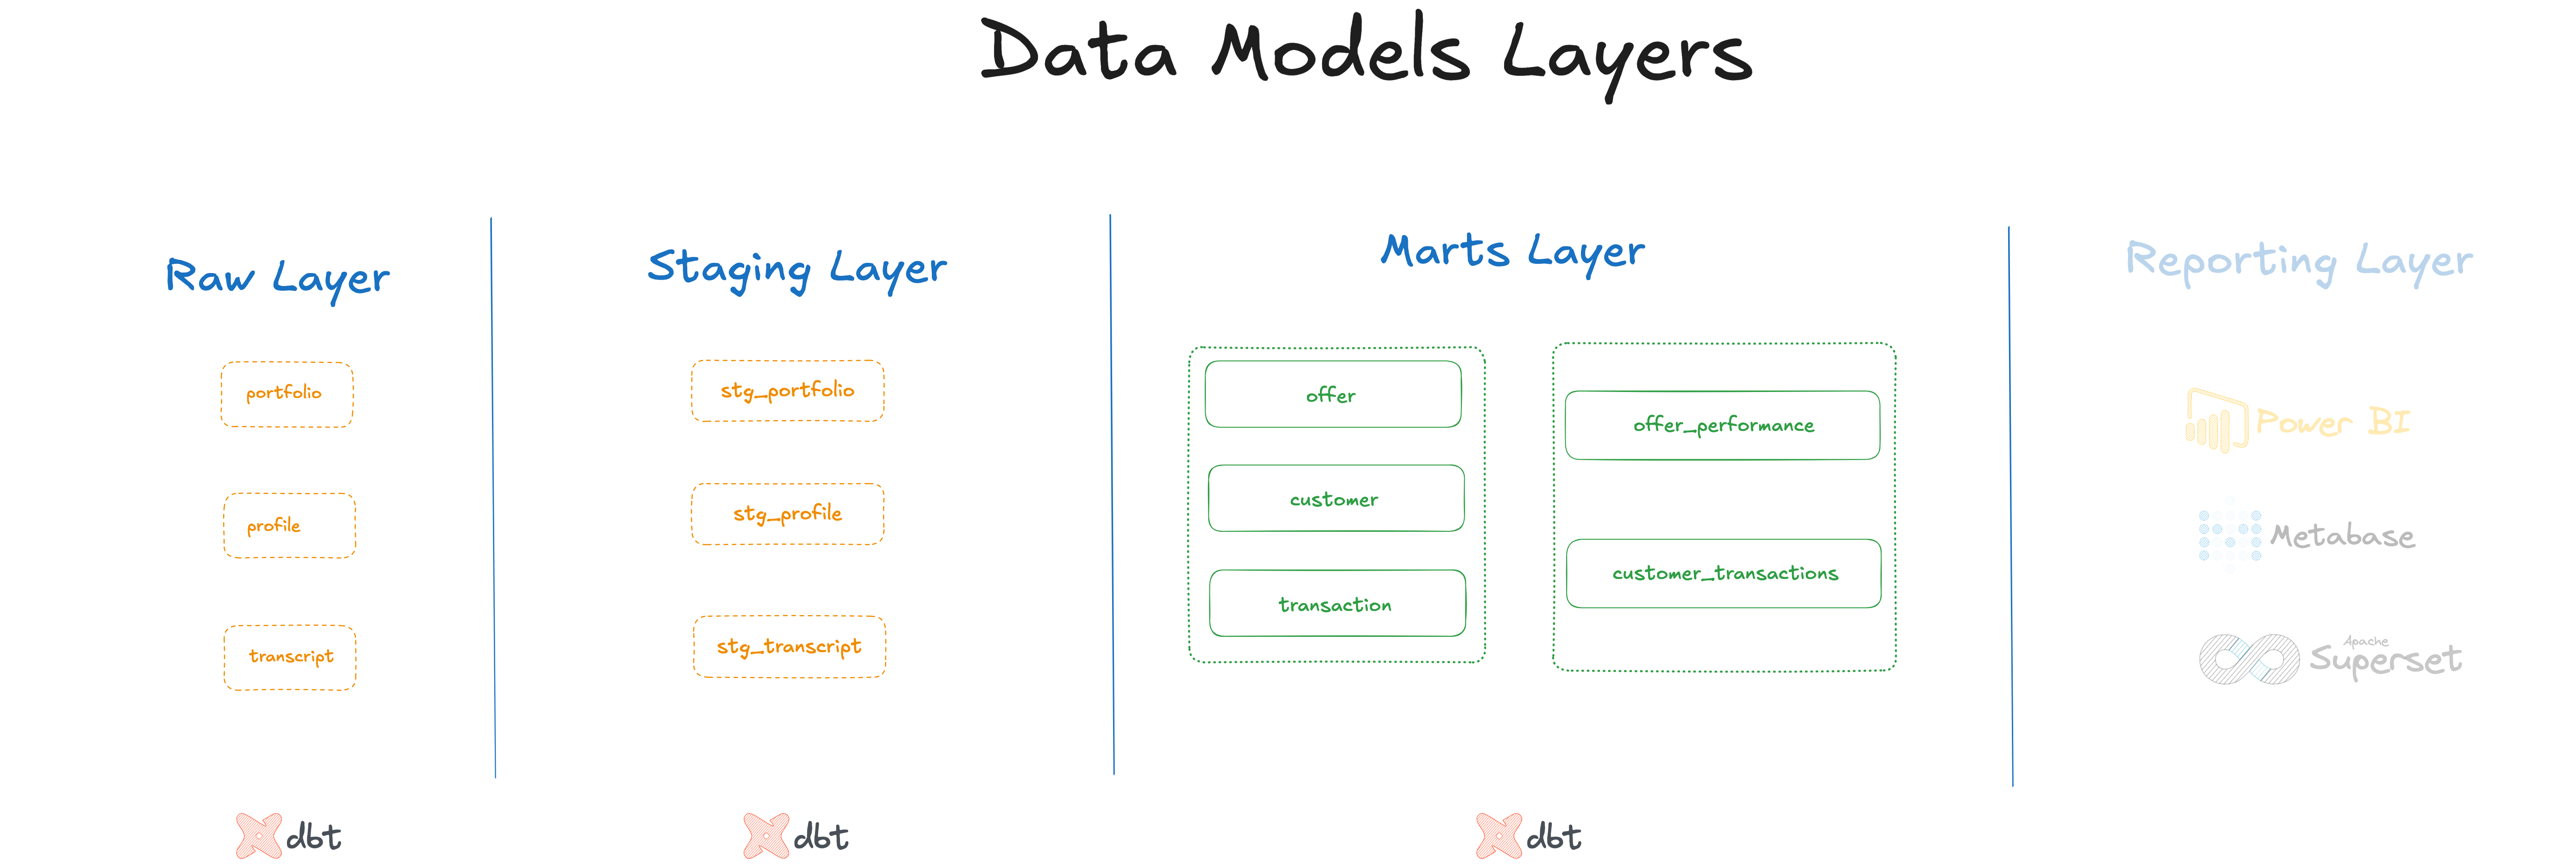 Data Models Layers
Raw Layer
portfolio
profile
transcript
dbt
Staging Layer
stg_portfolio
stg_profile
stg_transcript
dbt
Marts Layer
offer
customer
transaction
offer_performance
customer_transactions
dbt
Reporting Layer
Power BI
Metabase
Apache
Superset